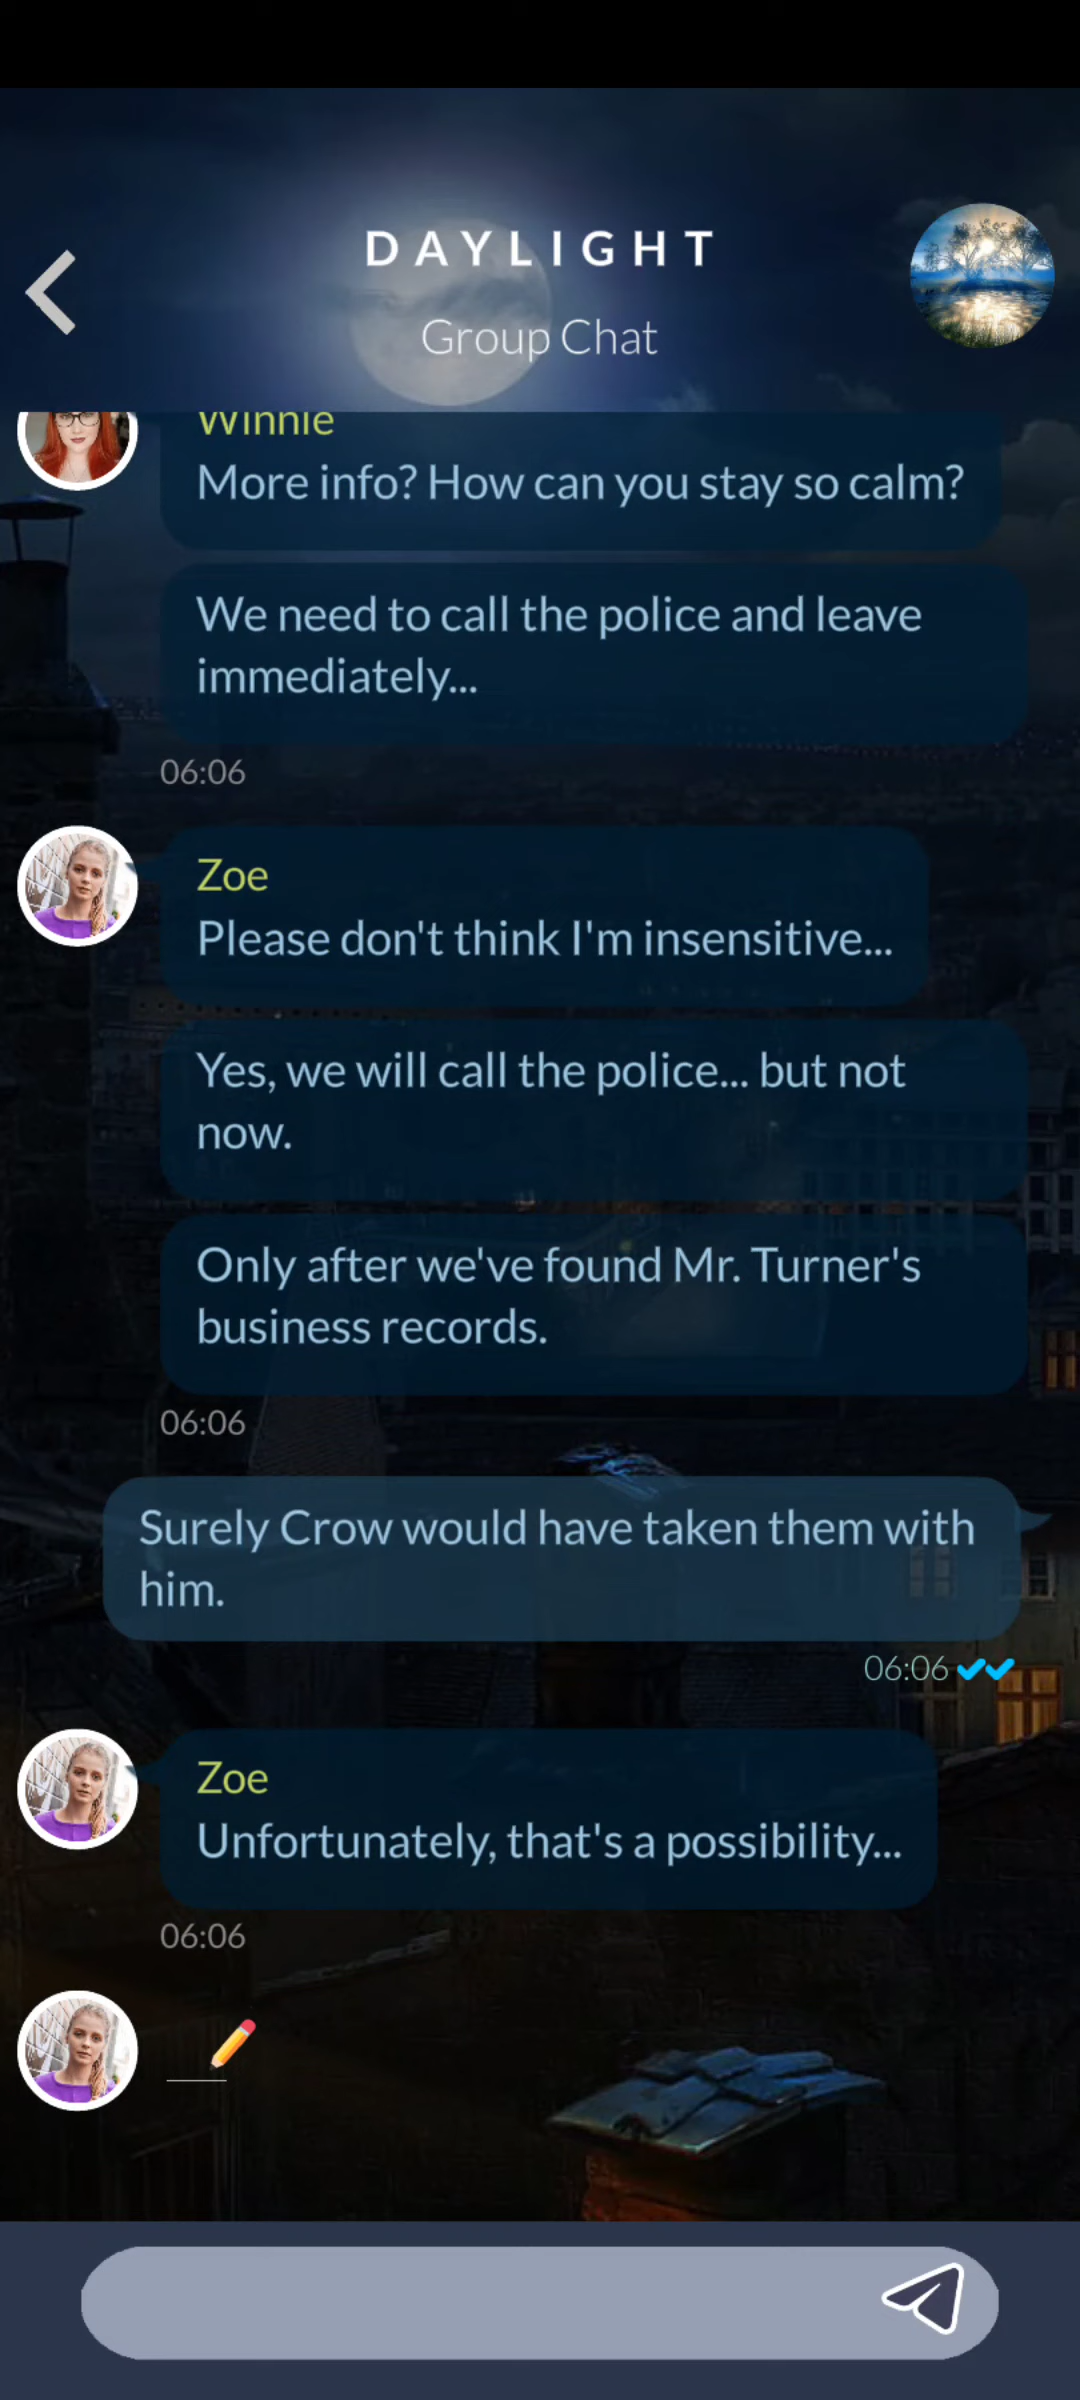 DAYLIGHT
Group Chat
Winnie
More info? How can you stay so calm?
We need to call the police and leave
immediately...
06:06
Zoe
Please don't think I'm insensitive...
Yes, we will call the police... but not
now.
Only after we've found Mr. Turner's
business records.
06:06
Surely Crow would have taken them with
him.
06:06
Zoe
Unfortunately, that's a possibility...
06:06